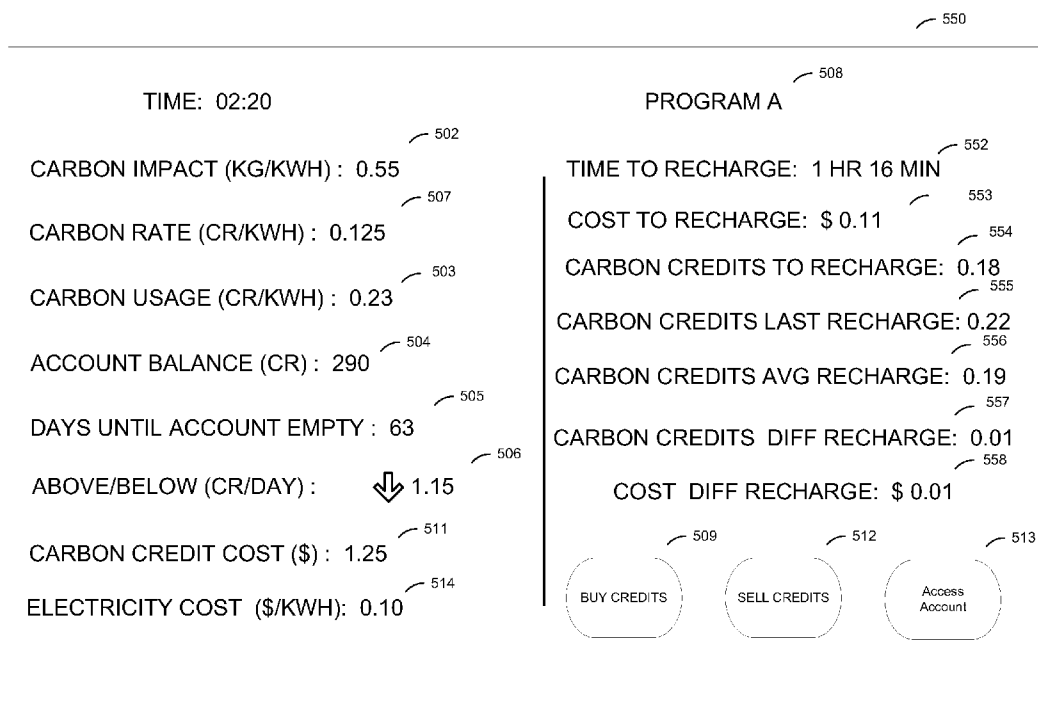 550
508
TIME: 02:20
PROGRAM A
502
CARBON IMPACT (KG/KWH) : 0.55
507
CARBON RATE (CR/KWH) : 0.125
503
CARBON USAGE (CR/KWH) : 0.23
504
ACCOUNT BALANCE (CR) : 290
505
DAYS UNTIL ACCOUNT EMPTY : 63
506
ABOVE/BELOW (CR/DAY) : 1.15
511
CARBON CREDIT COST ($) : 1.25
514
ELECTRICITY COST ($/KWH): 0.10
552
TIME TO RECHARGE: 1 HR 16 MIN
553
COST TO RECHARGE: $ 0.11
554
CARBON CREDITS TO RECHARGE: 0.18
555
CARBON CREDITS LAST RECHARGE: 0.22
556
CARBON CREDITS AVG RECHARGE: 0.19
557
CARBON CREDITS DIFF RECHARGE: 0.01
558
COST DIFF RECHARGE: $ 0.01
509
512
513
BUY CREDITS
SELL CREDITS
Access
Account